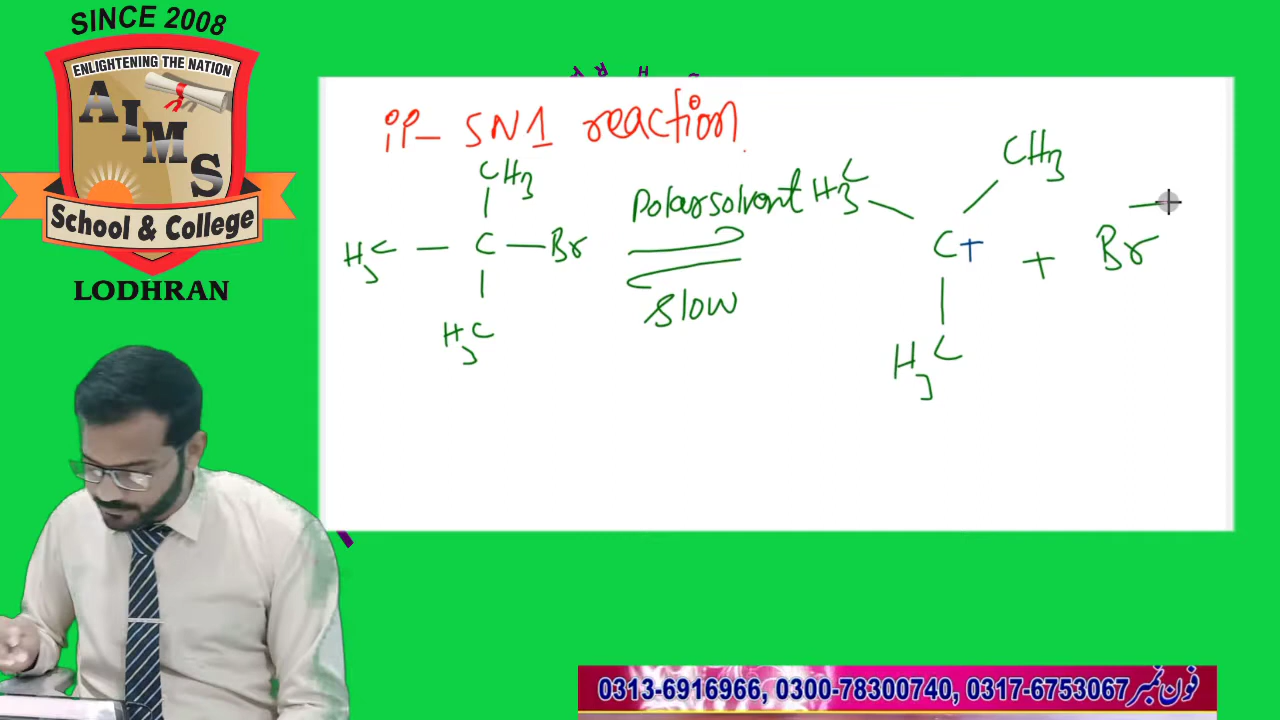 SINCE 2008
ENLIGHTENING THE NATION
AIMS
School & College
LODHRAN
ii- SN1 reaction
CH3
H3C — C — Br
H3C
Polar solvent
slow
H3C CH3
C+ + Br —
H3C
0313-6916966, 0300-78300740, 0317-6753067 فون نمبر